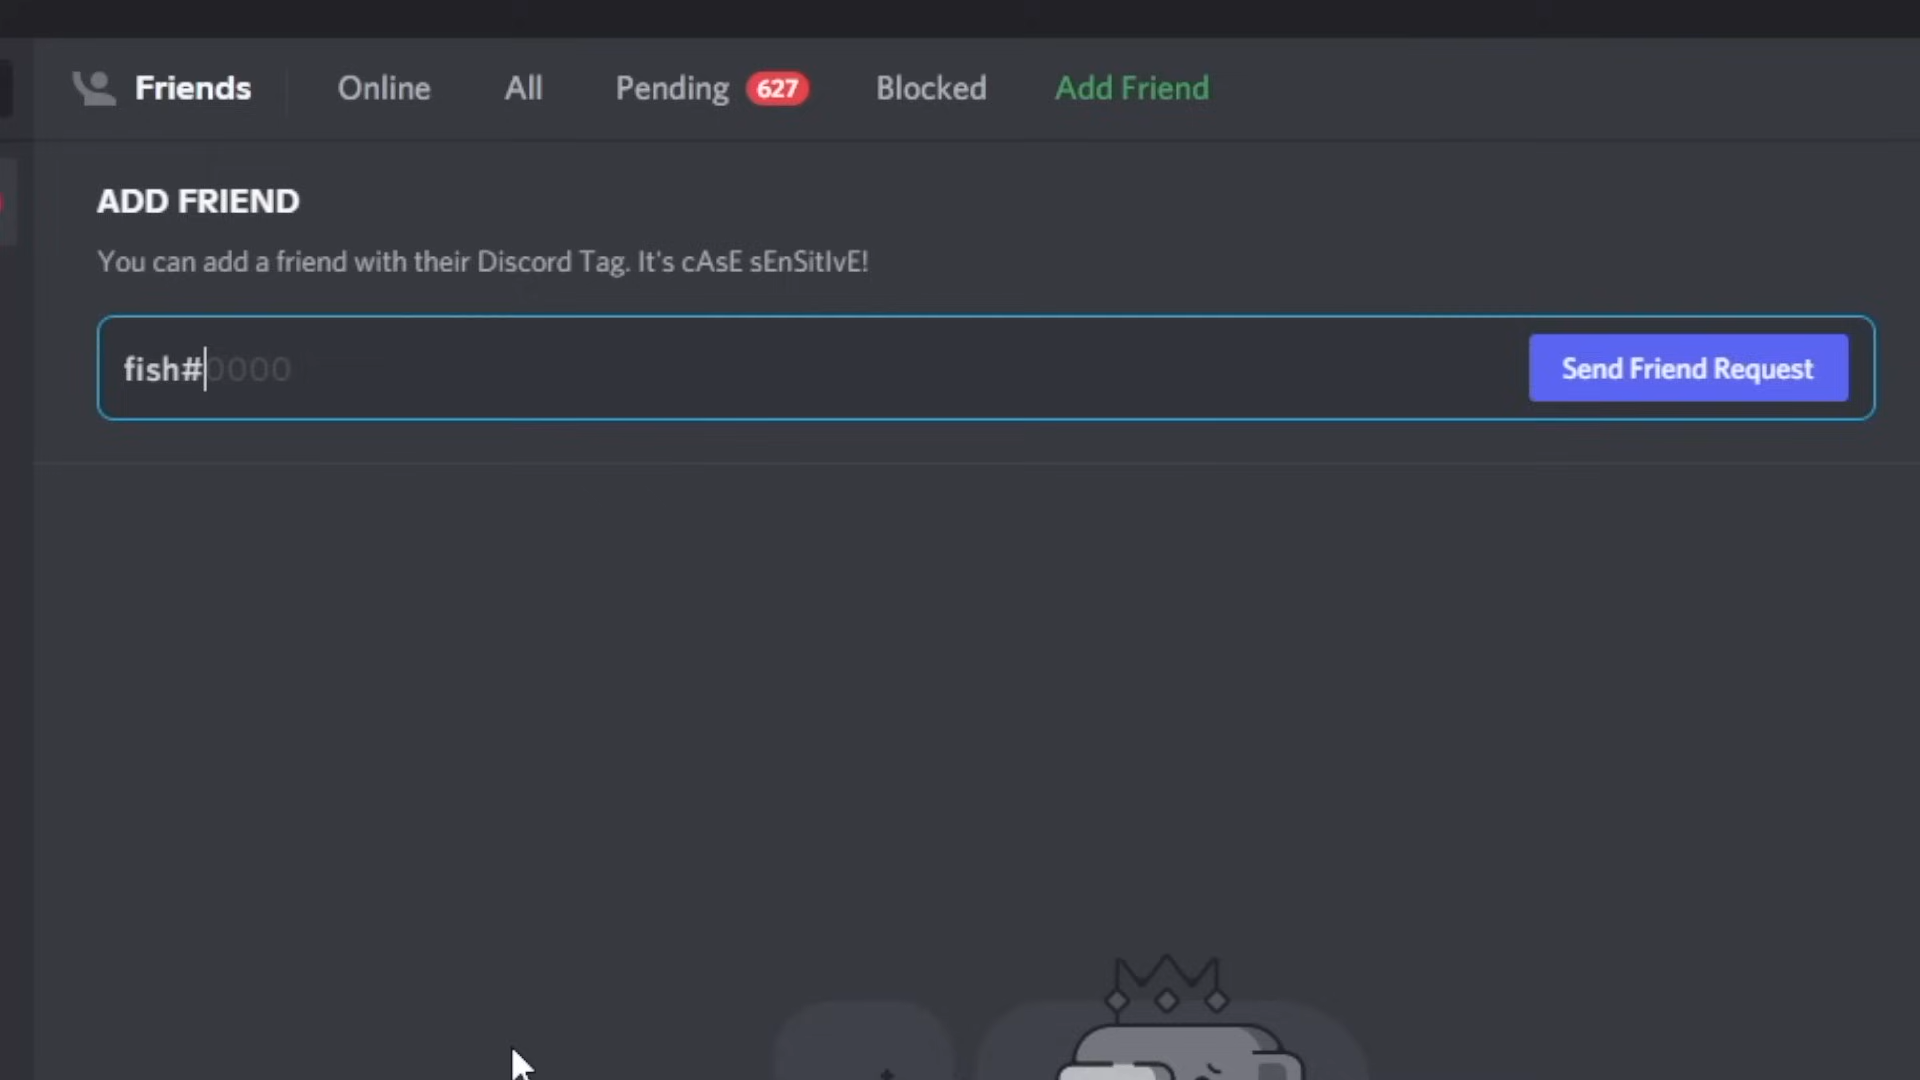 Friends Online All Pending 627 Blocked Add Friend
ADD FRIEND
You can add a friend with their Discord Tag. It's cAsE sEnSitIvE!
fish#0000 Send Friend Request